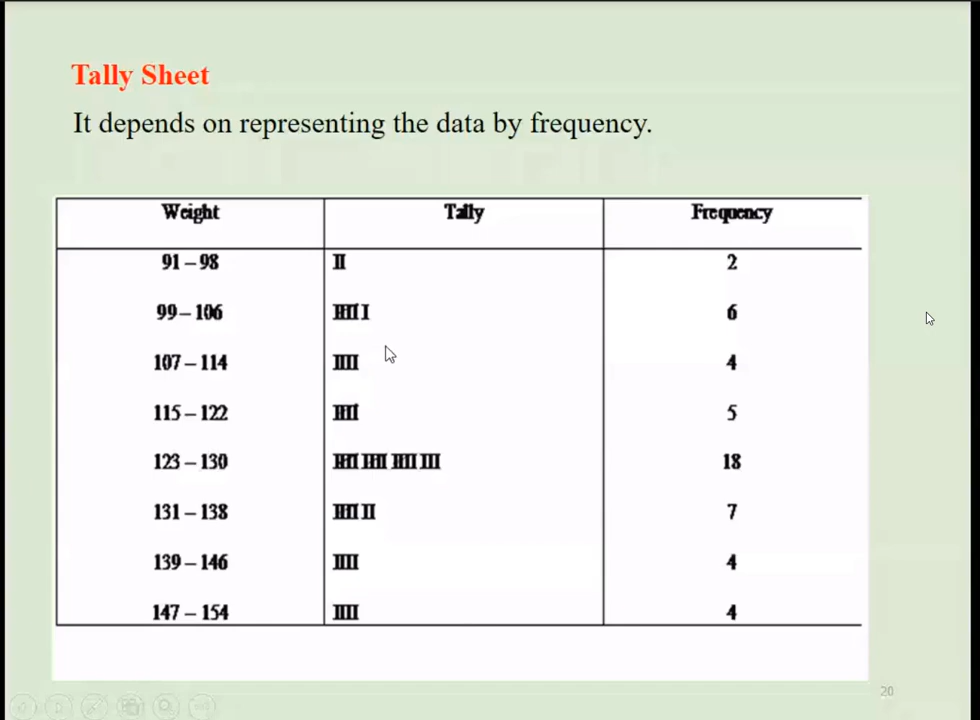 Tally Sheet
It depends on representing the data by frequency.
Weight Tally Frequency
91 – 98 II 2
99 – 106 IIII I 6
107 – 114 IIII 4
115 – 122 IIII 5
123 – 130 IIII IIII IIII III 18
131 – 138 IIII II 7
139 – 146 IIII 4
147 – 154 IIII 4
20